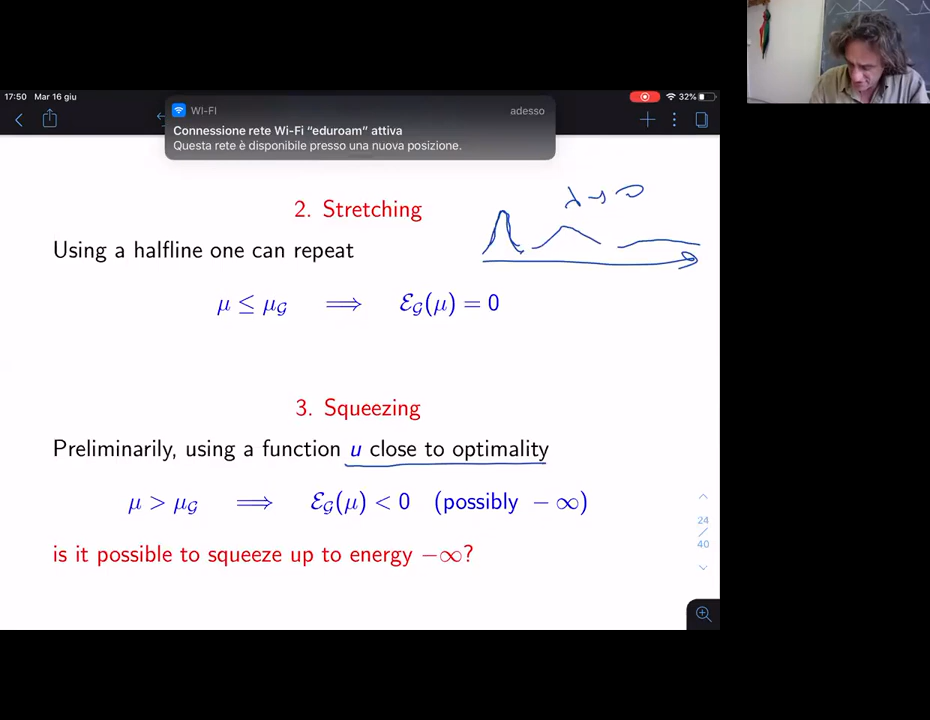 17:50 Mar 16 giu
32%
WI-FI
adesso
Connessione rete Wi-Fi “eduroam” attiva
Questa rete è disponibile presso una nuova posizione.
2. Stretching
λ → 0
Using a halfline one can repeat
μ ≤ μ_𝒢 ⟹ ℰ_𝒢(μ) = 0
3. Squeezing
Preliminarily, using a function u close to optimality
μ > μ_𝒢 ⟹ ℰ_𝒢(μ) < 0 (possibly − ∞)
24
/
40
is it possible to squeeze up to energy −∞?